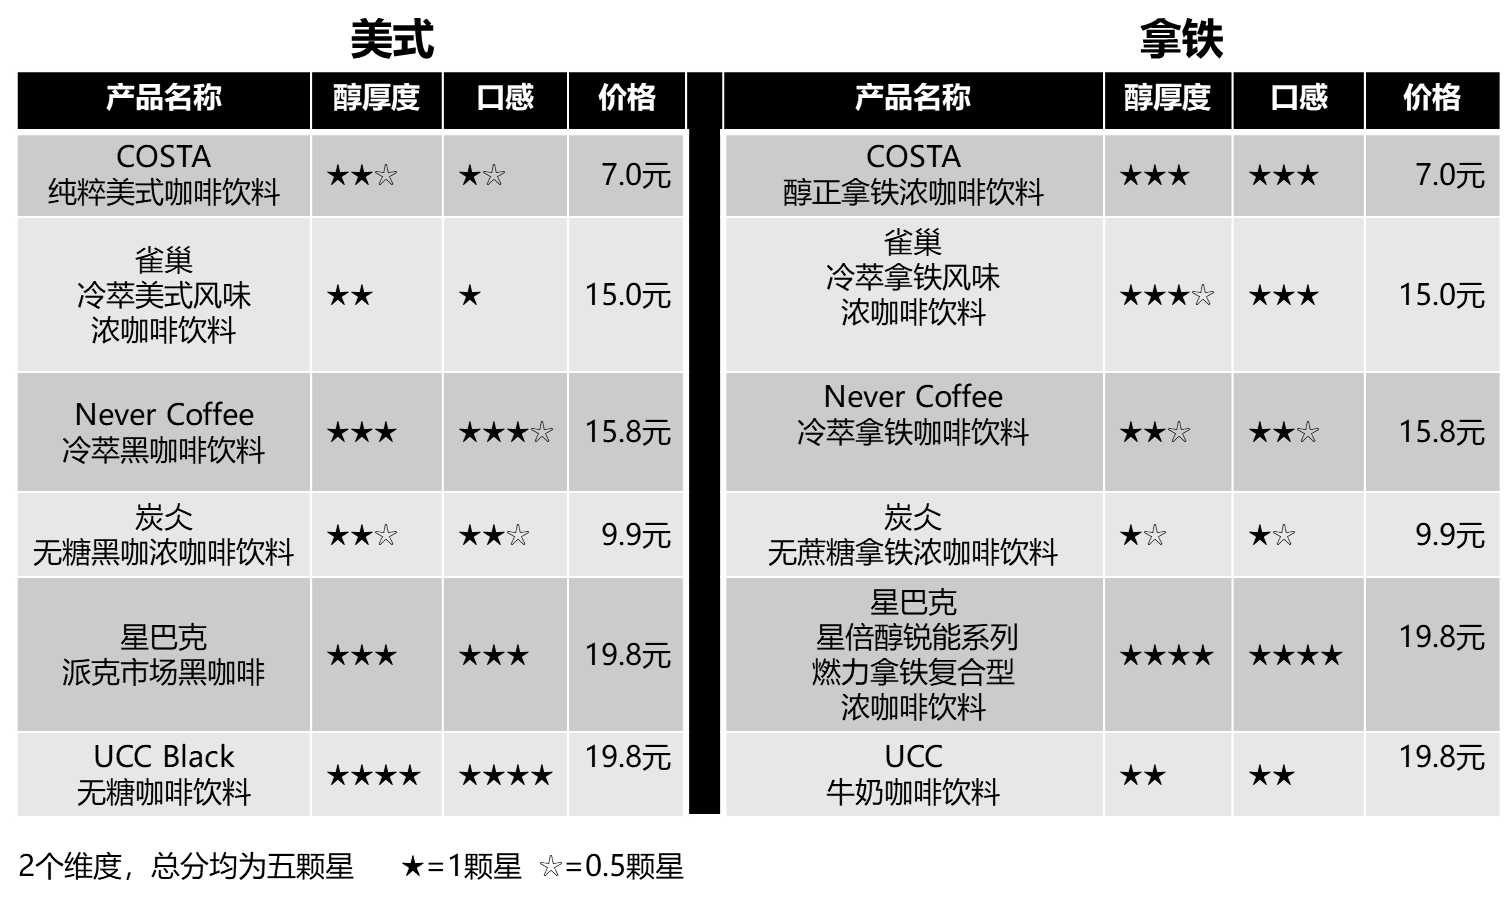 美式
产品名称 醇厚度 口感 价格
COSTA
纯粹美式咖啡饮料
★★☆ ★☆ 7.0元
雀巢
冷萃美式风味
浓咖啡饮料
★★ ★ 15.0元
Never Coffee
冷萃黑咖啡饮料
★★★ ★★★☆ 15.8元
炭仌
无糖黑咖浓咖啡饮料
★★☆ ★★☆ 9.9元
星巴克
派克市场黑咖啡
★★★ ★★★ 19.8元
UCC Black
无糖咖啡饮料
★★★★ ★★★★ 19.8元
拿铁
产品名称 醇厚度 口感 价格
COSTA
醇正拿铁浓咖啡饮料
★★★ ★★★ 7.0元
雀巢
冷萃拿铁风味
浓咖啡饮料
★★★☆ ★★★ 15.0元
Never Coffee
冷萃拿铁咖啡饮料
★★☆ ★★☆ 15.8元
炭仌
无蔗糖拿铁浓咖啡饮料
★☆ ★☆ 9.9元
星巴克
星倍醇锐能系列
燃力拿铁复合型
浓咖啡饮料
★★★★ ★★★★ 19.8元
UCC
牛奶咖啡饮料
★★ ★★ 19.8元
2个维度，总分均为五颗星 ★=1颗星 ☆=0.5颗星